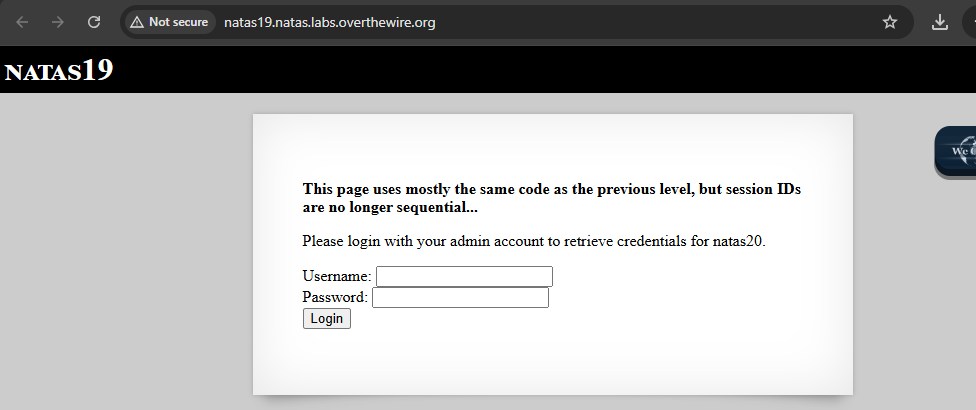 Not secure natas19.natas.labs.overthewire.org
NATAS19
We
This page uses mostly the same code as the previous level, but session IDs
are no longer sequential...
Please login with your admin account to retrieve credentials for natas20.
Username:
Password:
Login